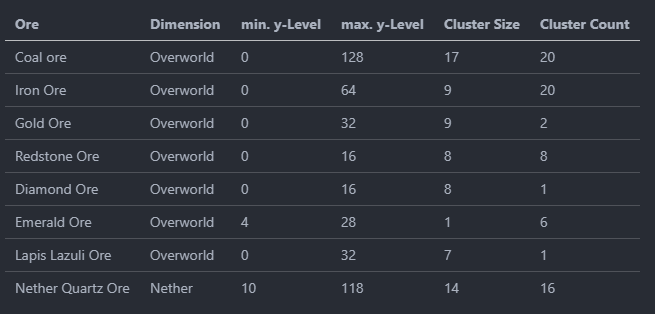 Ore Dimension min. y-Level max. y-Level Cluster Size Cluster Count
Coal ore Overworld 0 128 17 20
Iron Ore Overworld 0 64 9 20
Gold Ore Overworld 0 32 9 2
Redstone Ore Overworld 0 16 8 8
Diamond Ore Overworld 0 16 8 1
Emerald Ore Overworld 4 28 1 6
Lapis Lazuli Ore Overworld 0 32 7 1
Nether Quartz Ore Nether 10 118 14 16